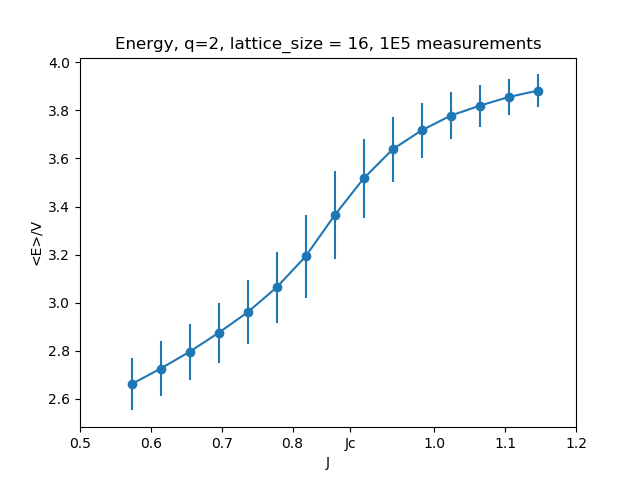 Energy, q=2, lattice_size = 16, 1E5 measurements
4.0
3.8
3.6
3.4
3.2
3.0
2.8
2.6
<E>/V
0.5 0.6 0.7 0.8 Jc 1.0 1.1 1.2
J